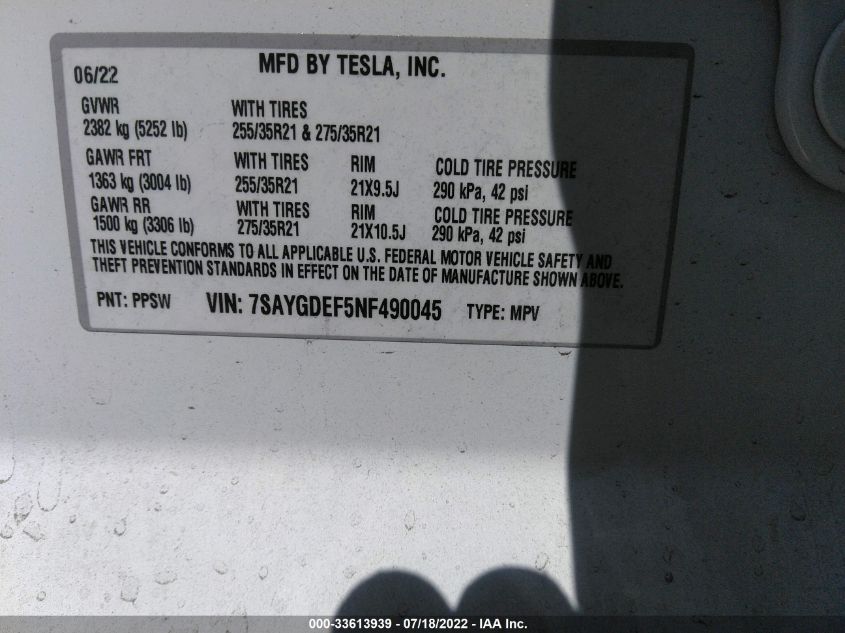 06/22 MFD BY TESLA, INC.
GVWR WITH TIRES
2382 kg (5252 lb) 255/35R21 & 275/35R21
GAWR FRT WITH TIRES RIM COLD TIRE PRESSURE
1363 kg (3004 lb) 255/35R21 21X9.5J 290 kPa, 42 psi
GAWR RR WITH TIRES RIM COLD TIRE PRESSURE
1500 kg (3306 lb) 275/35R21 21X10.5J 290 kPa, 42 psi
THIS VEHICLE CONFORMS TO ALL APPLICABLE U.S. FEDERAL MOTOR VEHICLE SAFETY AND
THEFT PREVENTION STANDARDS IN EFFECT ON THE DATE OF MANUFACTURE SHOWN ABOVE.
PNT: PPSW VIN: 7SAYGDEF5NF490045 TYPE: MPV
000-33613939 - 07/18/2022 - IAA Inc.